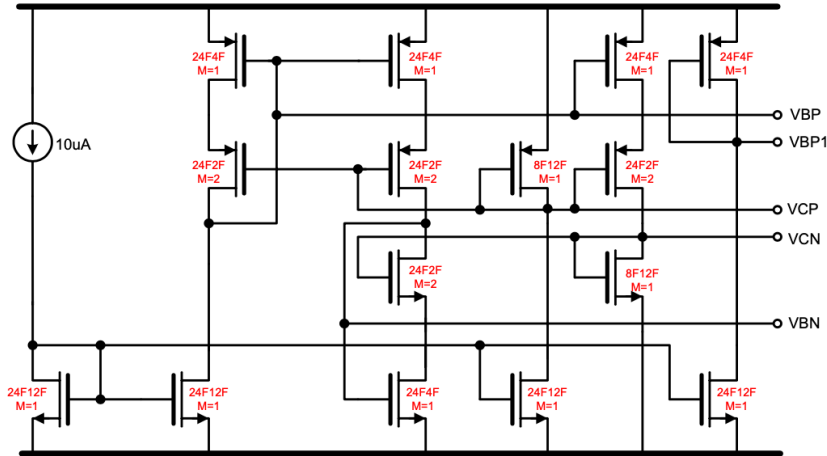 24F4F
M=1
24F4F
M=1
24F4F
M=1
24F4F
M=1
VBP
10uA
VBP1
24F2F
M=2
24F2F
M=2
8F12F
M=1
24F2F
M=2
VCP
VCN
24F2F
M=2
8F12F
M=1
VBN
24F12F
M=1
24F12F
M=1
24F4F
M=1
24F12F
M=1
24F12F
M=1